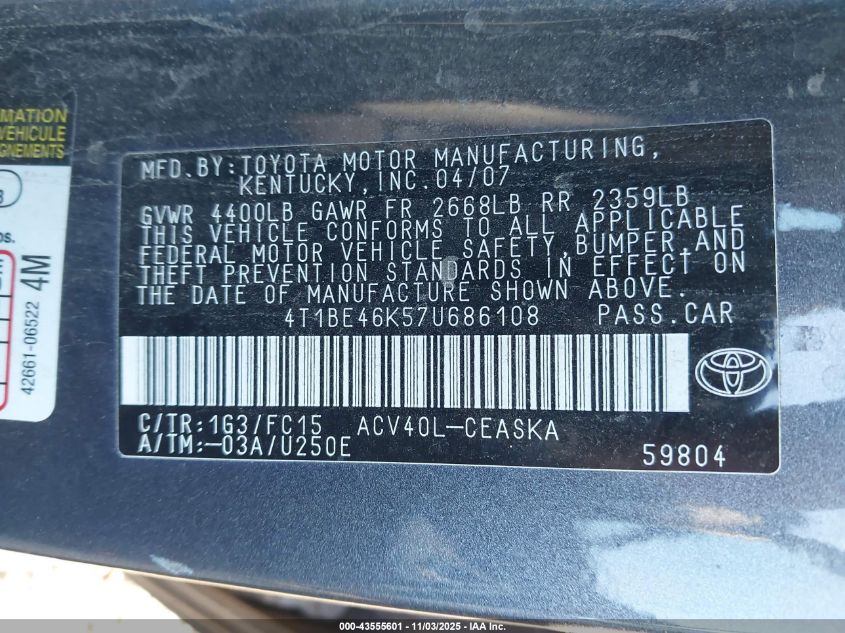 RMATION
VEHICULE
GNEMENTS
42661-06522
4M
MFD. BY: TOYOTA MOTOR MANUFACTURING,
KENTUCKY, INC. 04/07
GVWR 4400LB GAWR FR 2668LB RR 2359LB
THIS VEHICLE CONFORMS TO ALL APPLICABLE
FEDERAL MOTOR VEHICLE SAFETY, BUMPER, AND
THEFT PREVENTION STANDARDS IN EFFECT ON
THE DATE OF MANUFACTURE SHOWN ABOVE.
4T1BE46K57U686108 PASS. CAR
C/TR: 1G3/FC15 ACV40L-CEASKA
A/TM: -03A/U250E
59804
000-43555601 - 11/03/2025 - IAA Inc.